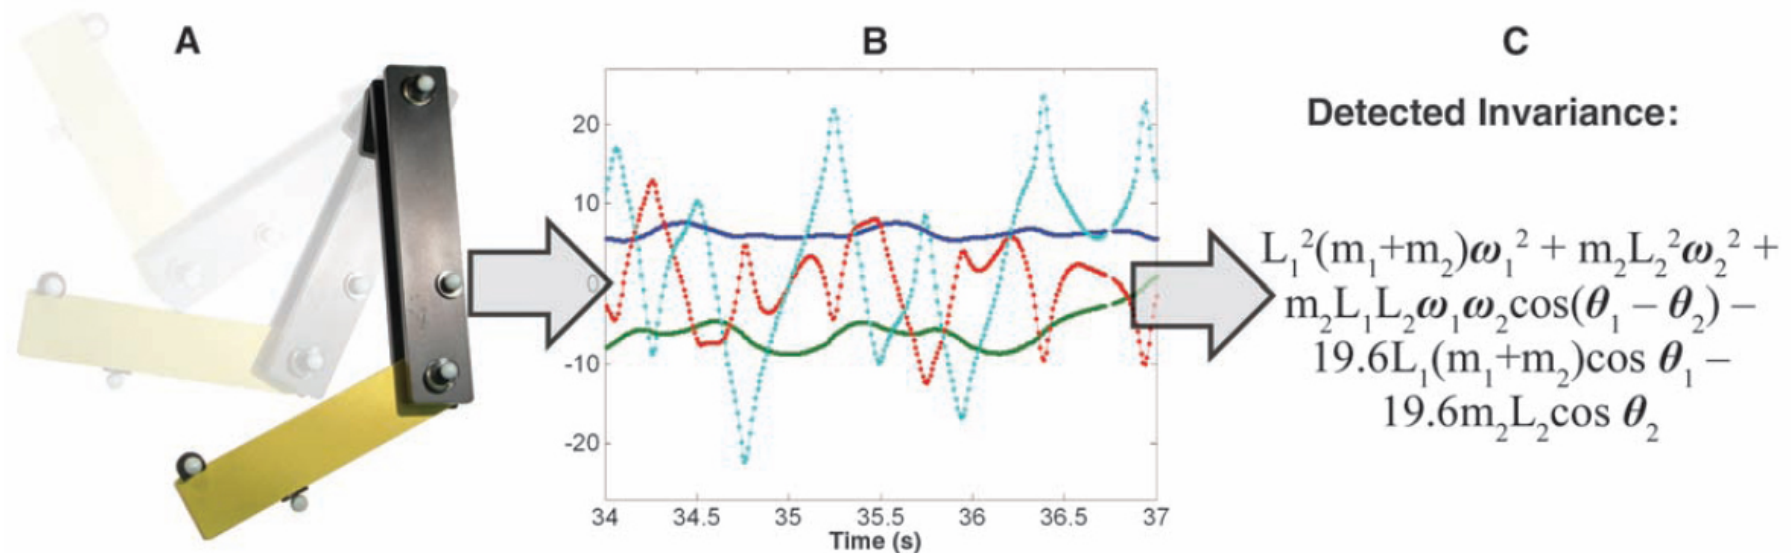 A
B
C
Detected Invariance:
20
10
0
-10
-20
34
34.5
35
35.5
36
36.5
37
Time (s)
L₁²(m₁+m₂)ω₁² + m₂L₂²ω₂² +
m₂L₁L₂ω₁ω₂cos(θ₁ − θ₂) −
19.6L₁(m₁+m₂)cos θ₁ −
19.6m₂L₂cos θ₂